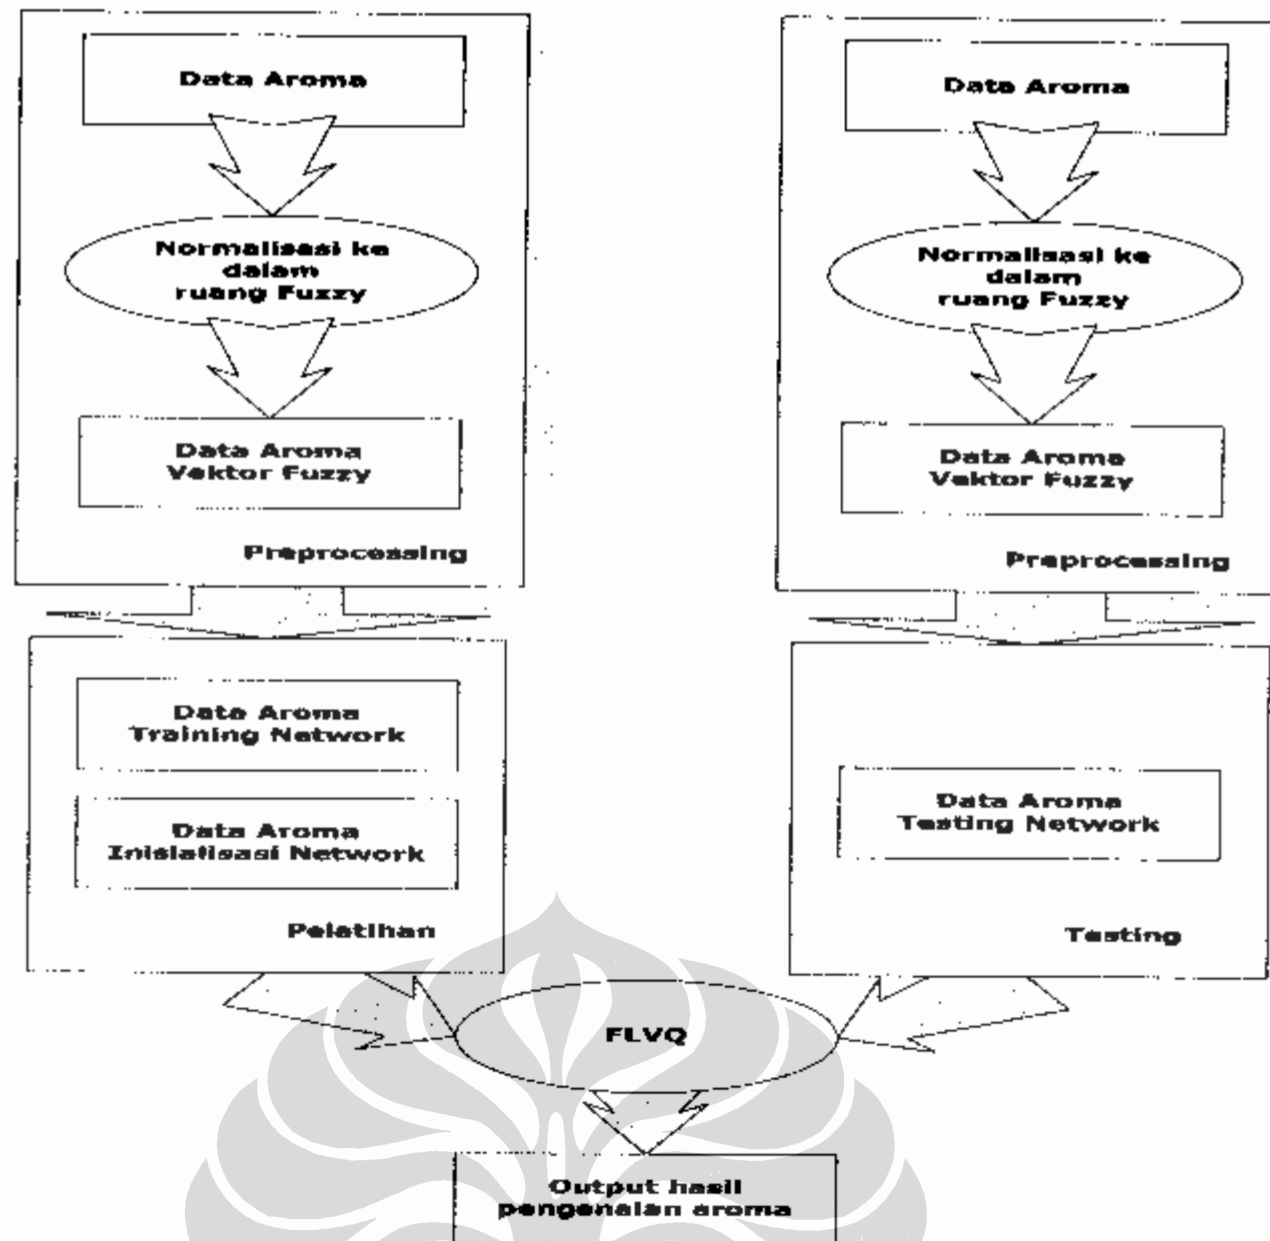 Data Aroma
Normalisasi ke
dalam
ruang Fuzzy
Data Aroma
Vektor Fuzzy
Preprocessing
Data Aroma
Training Network
Data Aroma
Inisialisasi Network
Pelatihan
Data Aroma
Normalisasi ke
dalam
ruang Fuzzy
Data Aroma
Vektor Fuzzy
Preprocessing
Data Aroma
Testing Network
Testing
FLVQ
Output hasil
pengenalan aroma